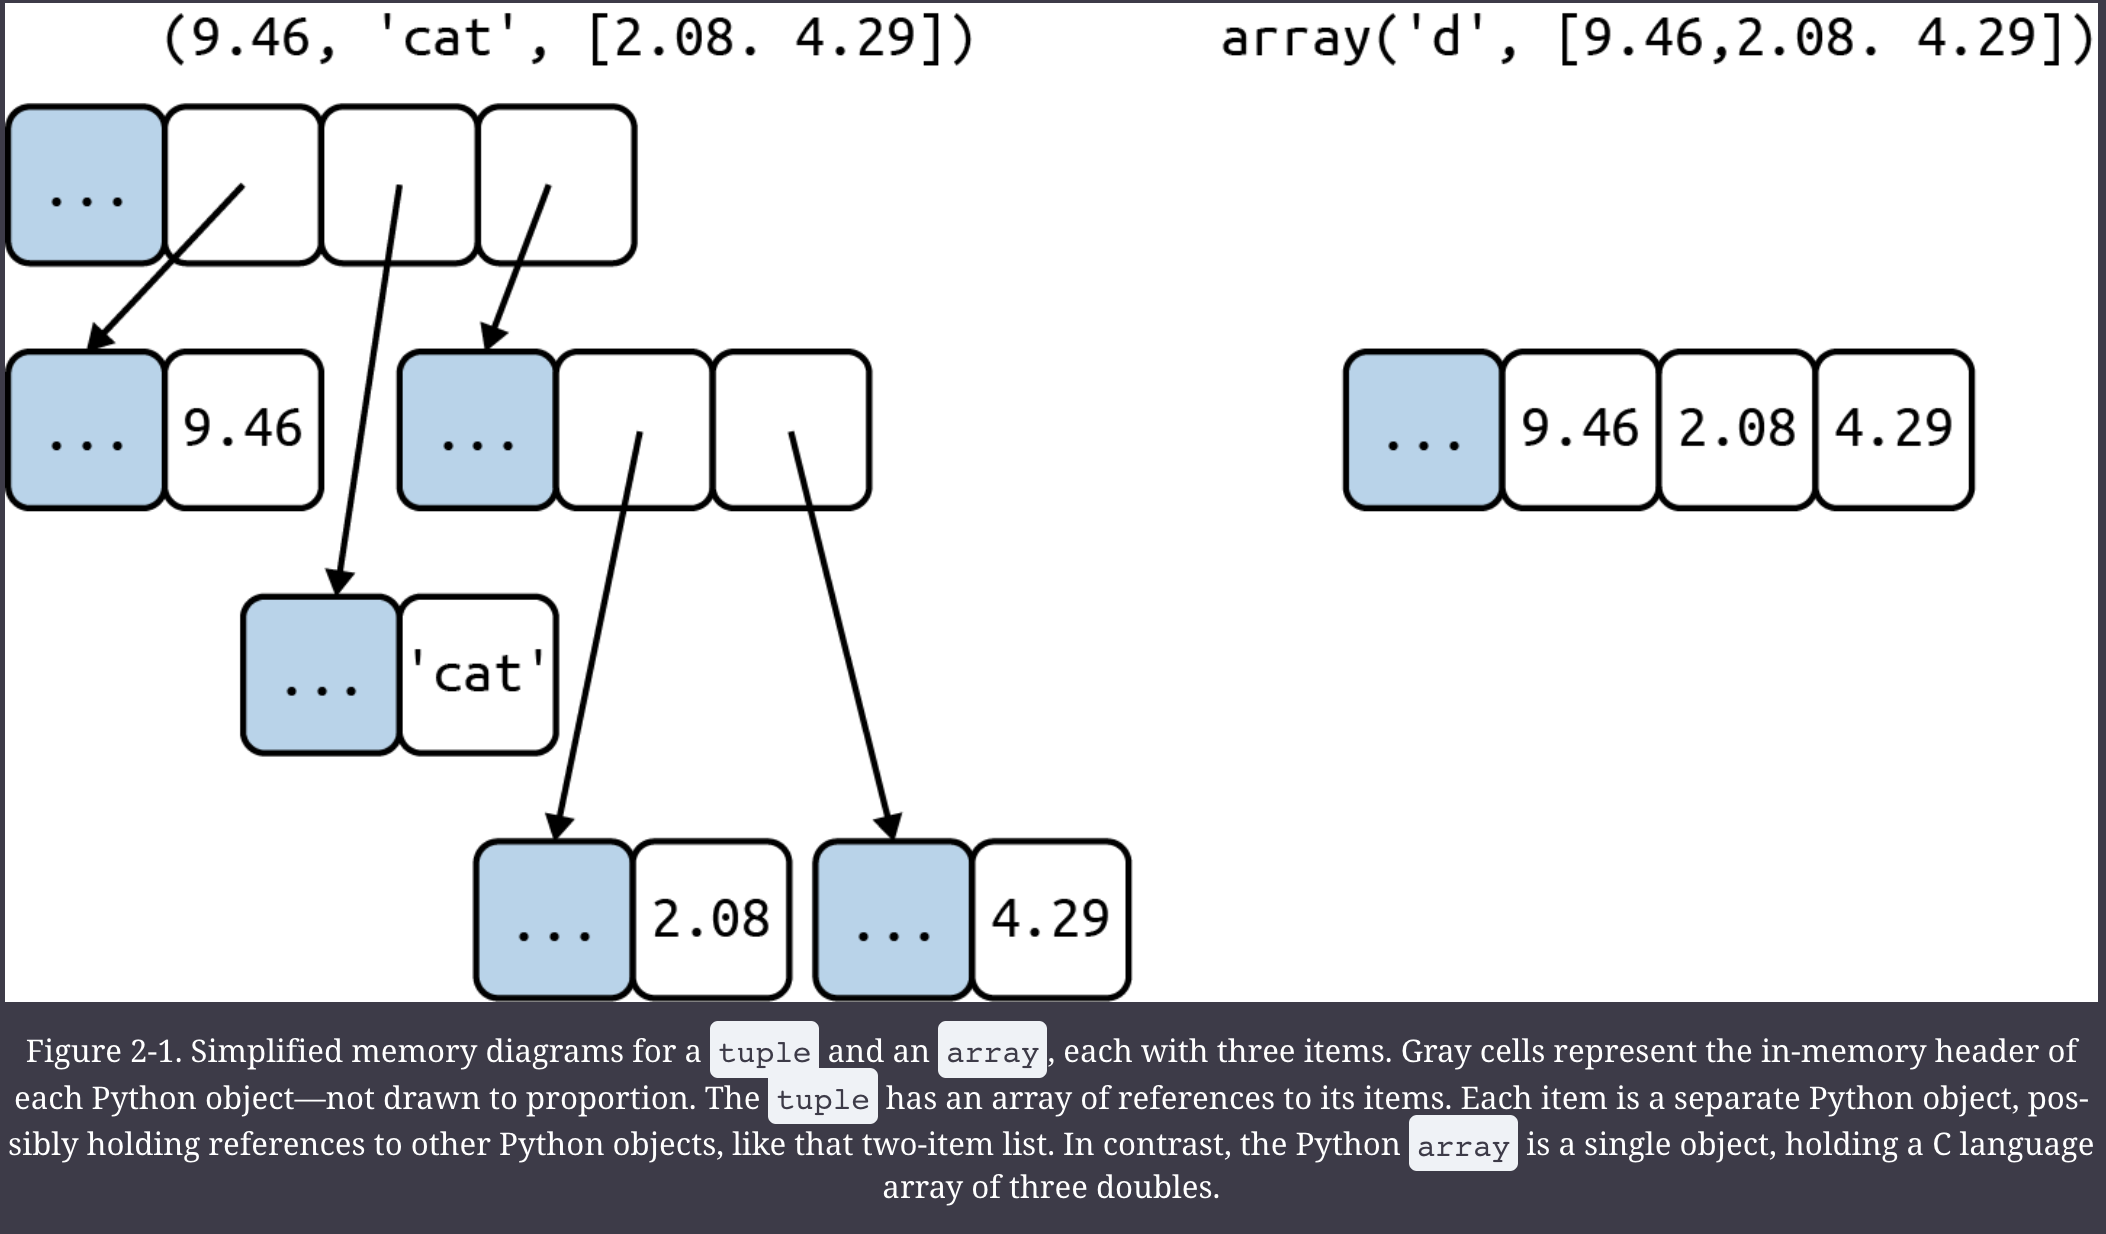 (9.46, 'cat', [2.08. 4.29])
array('d', [9.46,2.08. 4.29])
...
... 9.46
...
... 9.46 2.08 4.29
... 'cat'
... 2.08
... 4.29
Figure 2-1. Simplified memory diagrams for a tuple and an array, each with three items. Gray cells represent the in-memory header of
each Python object—not drawn to proportion. The tuple has an array of references to its items. Each item is a separate Python object, pos-
sibly holding references to other Python objects, like that two-item list. In contrast, the Python array is a single object, holding a C language
array of three doubles.